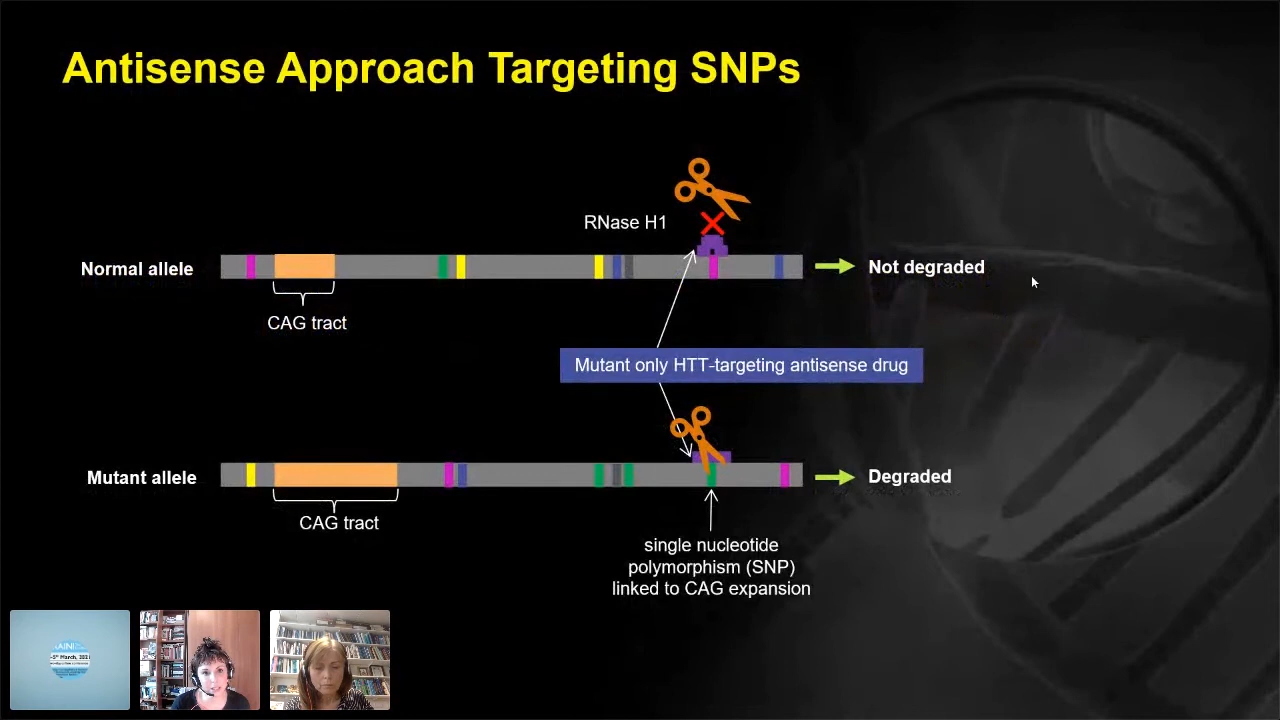 Antisense Approach Targeting SNPs
RNase H1
Normal allele
Not degraded
CAG tract
Mutant only HTT-targeting antisense drug
Mutant allele
Degraded
CAG tract
single nucleotide
polymorphism (SNP)
linked to CAG expansion